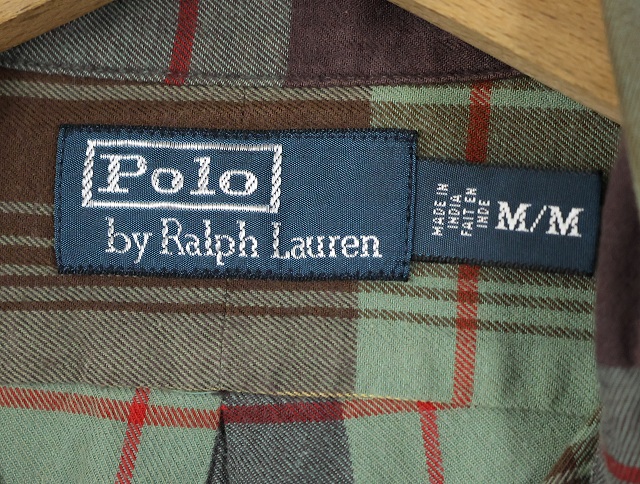 Polo
by Ralph Lauren
MADE IN
INDIA
FAIT EN
INDE
M/M